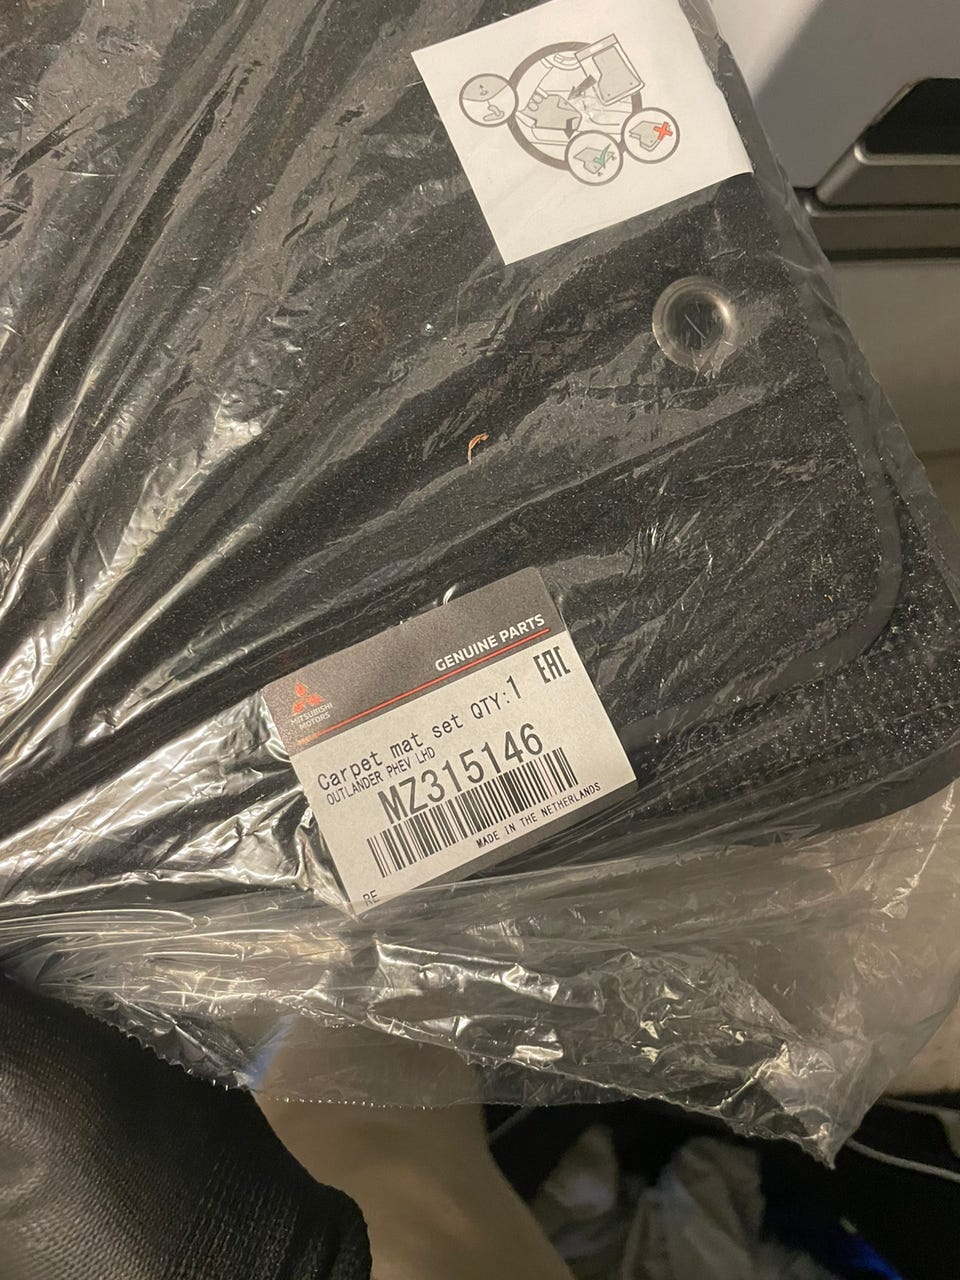 GENUINE PARTS
MITSUBISHI
MOTORS
Carpet mat set QTY:1
EAC
OUTLANDER PHEV LHD
MZ315146
MADE IN THE NETHERLANDS
RE